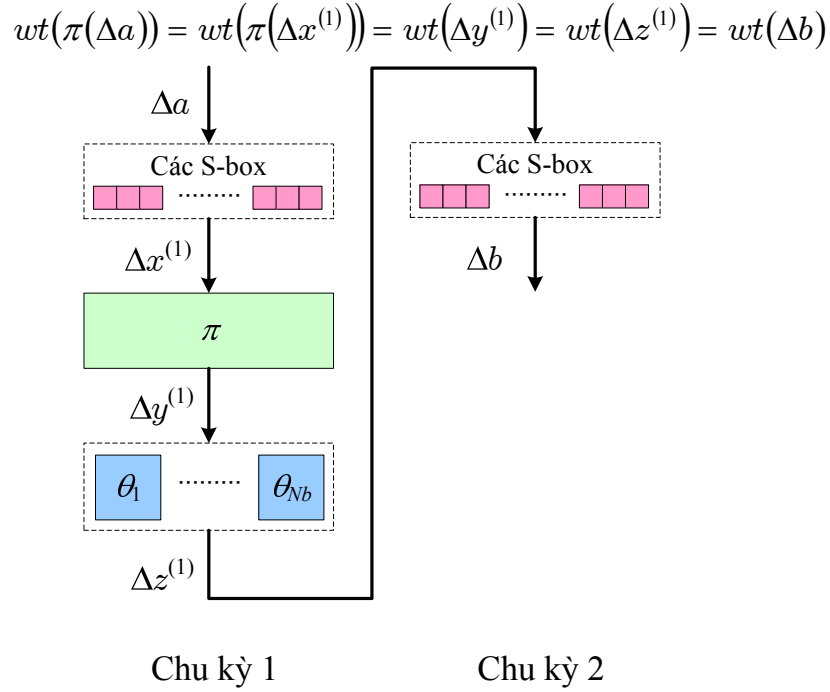 wt(π(Δa)) = wt(π(Δx⁽¹⁾)) = wt(Δy⁽¹⁾) = wt(Δz⁽¹⁾) = wt(Δb)
Δa
Các S-box
.........
Δx⁽¹⁾
π
Δy⁽¹⁾
θ₁ ......... θ_Nb
Δz⁽¹⁾
Chu kỳ 1
Các S-box
.........
Δb
Chu kỳ 2